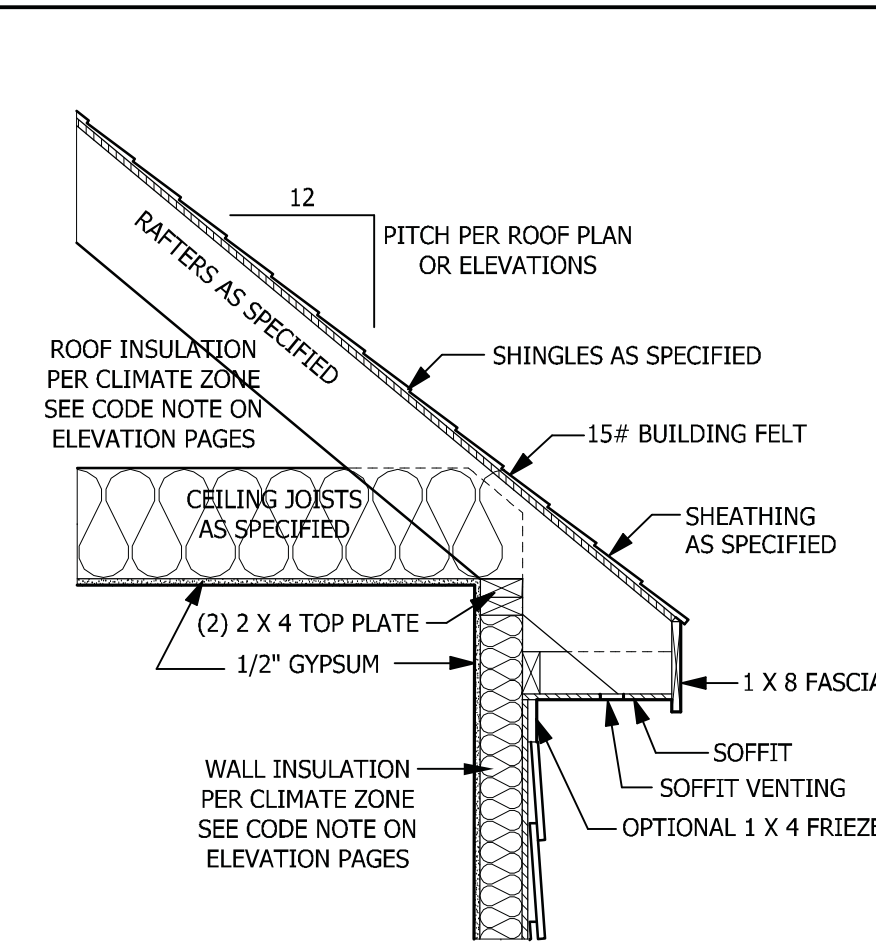 12
PITCH PER ROOF PLAN
OR ELEVATIONS
RAFTERS AS SPECIFIED
ROOF INSULATION
PER CLIMATE ZONE
SEE CODE NOTE ON
ELEVATION PAGES
SHINGLES AS SPECIFIED
15# BUILDING FELT
CEILING JOISTS
AS SPECIFIED
SHEATHING
AS SPECIFIED
(2) 2 X 4 TOP PLATE
1/2" GYPSUM
1 X 8 FASCIA
SOFFIT
SOFFIT VENTING
OPTIONAL 1 X 4 FRIEZE
WALL INSULATION
PER CLIMATE ZONE
SEE CODE NOTE ON
ELEVATION PAGES